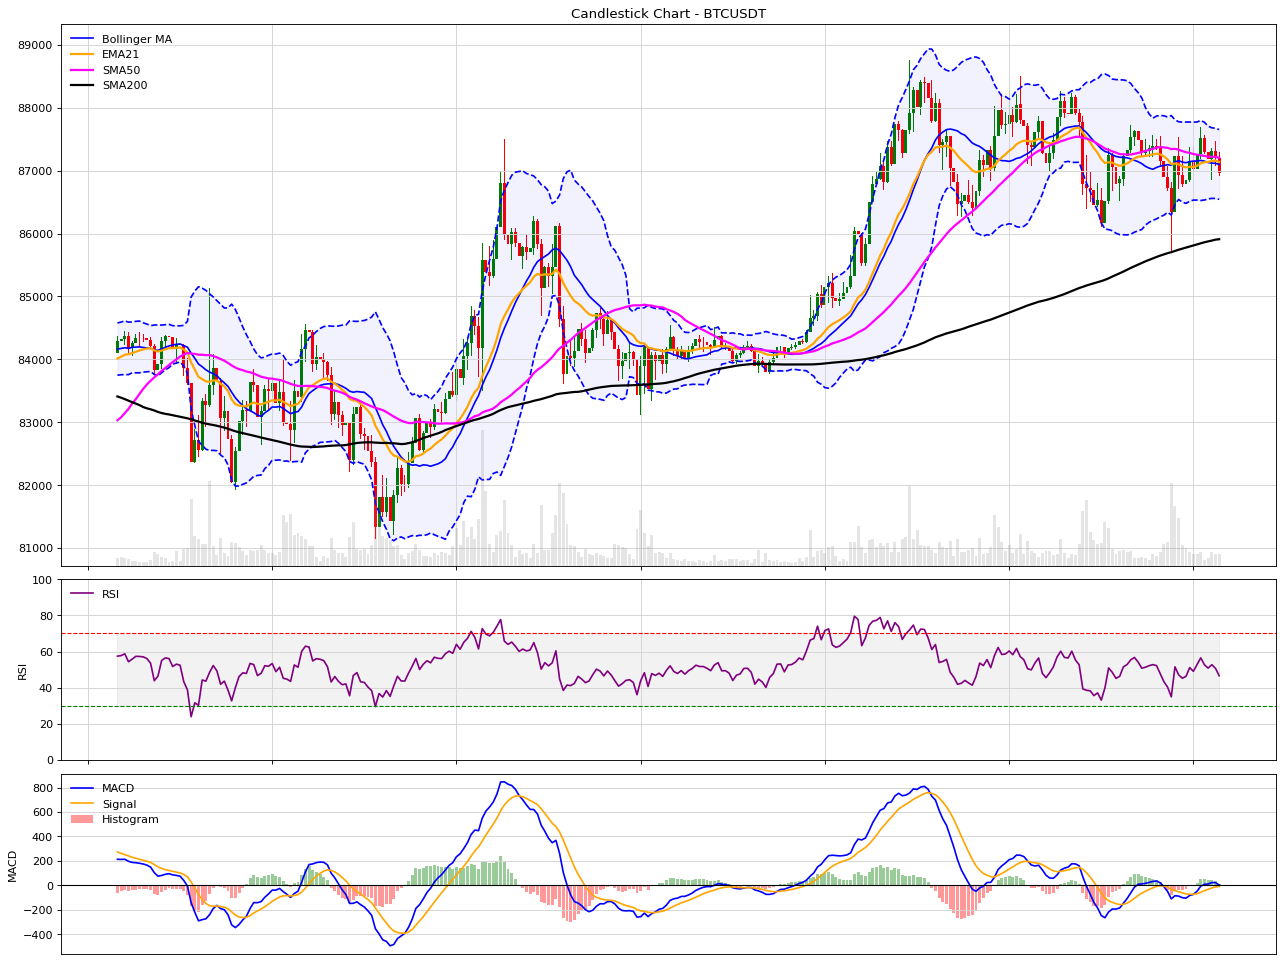 Candlestick Chart - BTCUSDT
89000
88000
87000
86000
85000
84000
83000
82000
81000
Bollinger MA
EMA21
SMA50
SMA200
100
80
60
40
20
0
RSI
RSI
800
600
400
200
0
−200
−400
MACD
MACD
Signal
Histogram